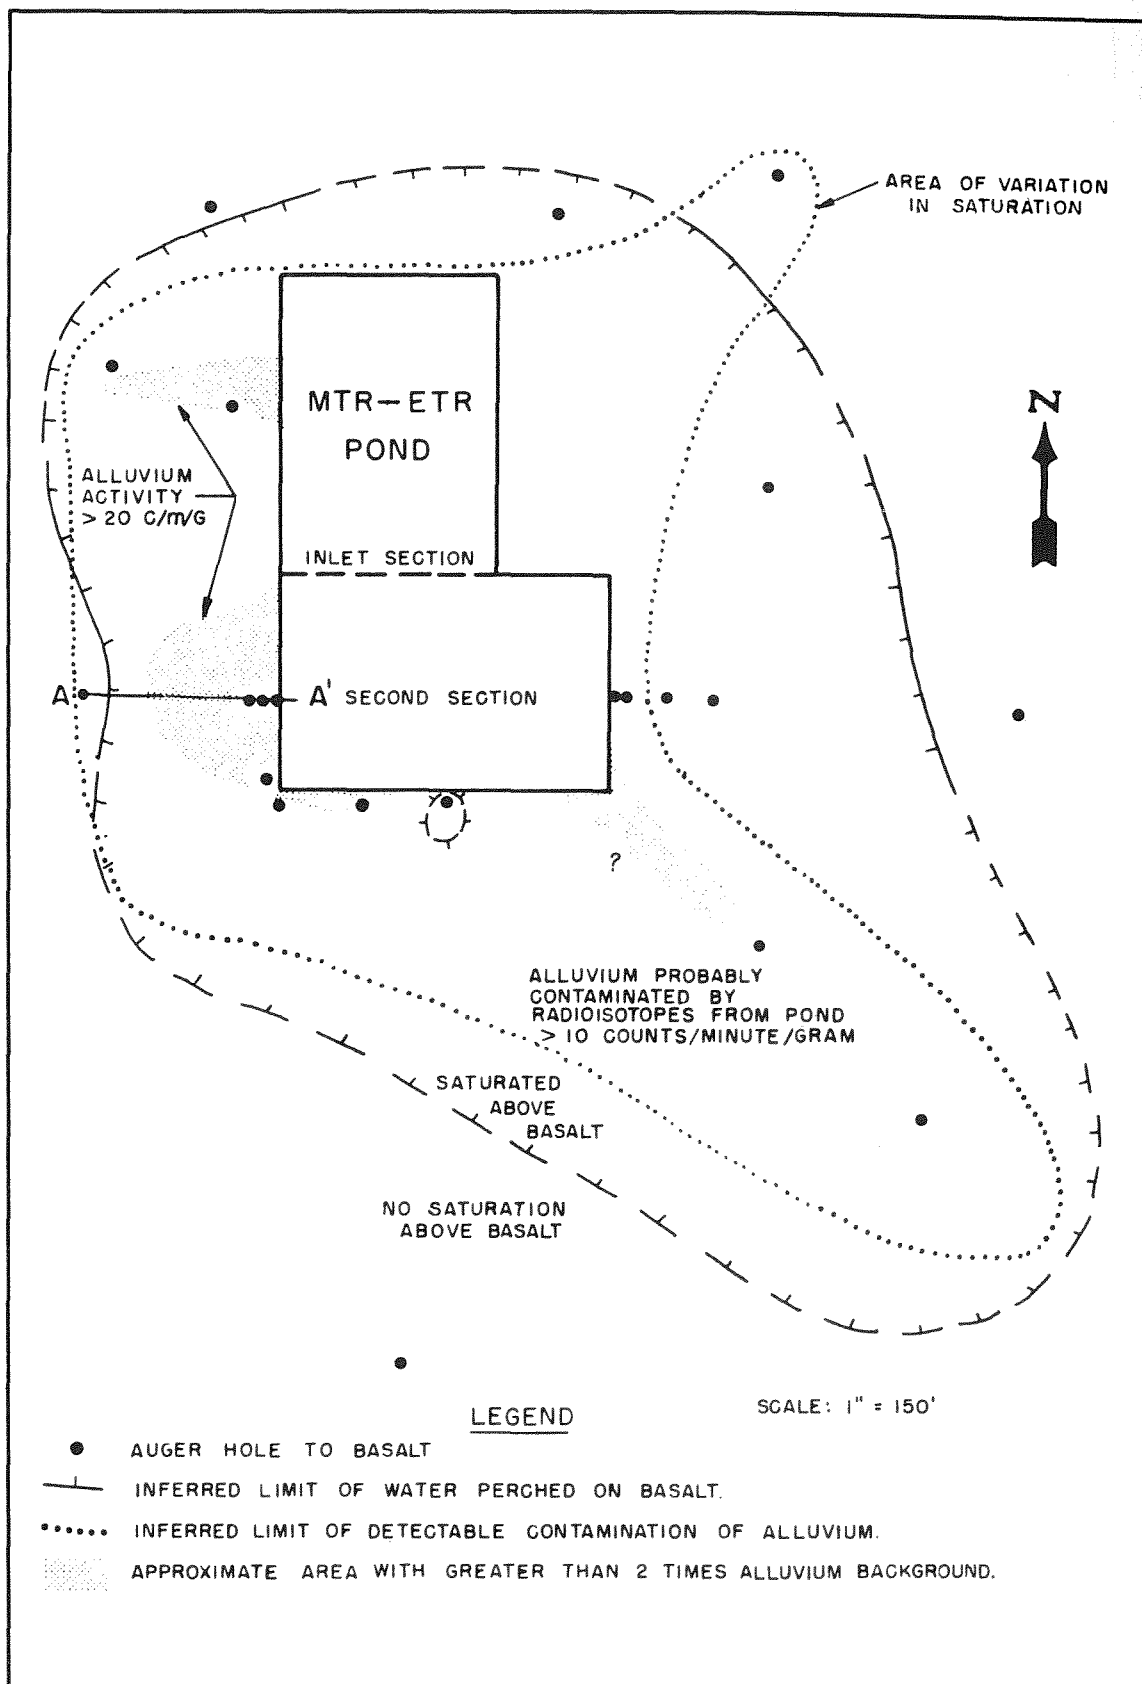 AREA OF VARIATION
IN SATURATION
MTR-ETR
POND
N
ALLUVIUM
ACTIVITY
> 20 C/m/G
INLET SECTION
A
A' SECOND SECTION
?
ALLUVIUM PROBABLY
CONTAMINATED BY
RADIOISOTOPES FROM POND
> 10 COUNTS/MINUTE/GRAM
SATURATED
ABOVE
BASALT
NO SATURATION
ABOVE BASALT
SCALE: 1" = 150'
LEGEND
AUGER HOLE TO BASALT
INFERRED LIMIT OF WATER PERCHED ON BASALT.
INFERRED LIMIT OF DETECTABLE CONTAMINATION OF ALLUVIUM.
APPROXIMATE AREA WITH GREATER THAN 2 TIMES ALLUVIUM BACKGROUND.